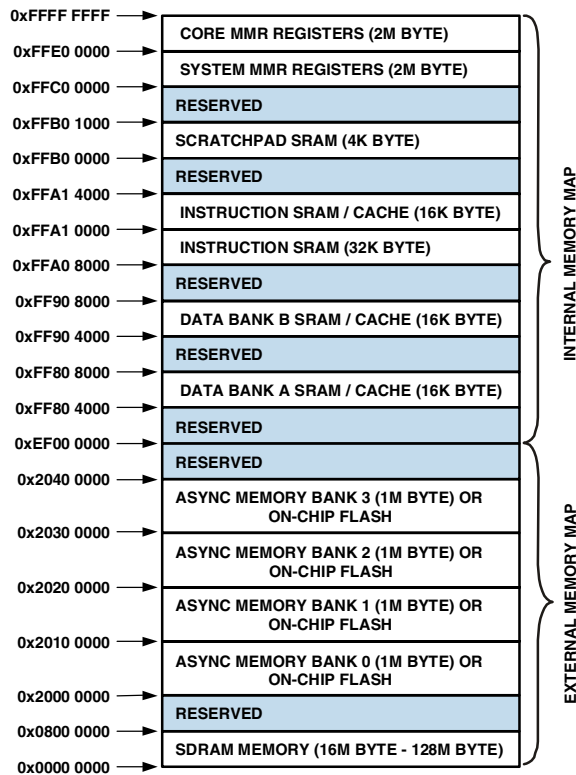 0xFFFF FFFF
CORE MMR REGISTERS (2M BYTE)
0xFFE0 0000
SYSTEM MMR REGISTERS (2M BYTE)
0xFFC0 0000
RESERVED
0xFFB0 1000
SCRATCHPAD SRAM (4K BYTE)
0xFFB0 0000
RESERVED
0xFFA1 4000
INSTRUCTION SRAM / CACHE (16K BYTE)
0xFFA1 0000
INSTRUCTION SRAM (32K BYTE)
0xFFA0 8000
RESERVED
0xFF90 8000
DATA BANK B SRAM / CACHE (16K BYTE)
0xFF90 4000
RESERVED
0xFF80 8000
DATA BANK A SRAM / CACHE (16K BYTE)
0xFF80 4000
RESERVED
0xEF00 0000
RESERVED
0x2040 0000
ASYNC MEMORY BANK 3 (1M BYTE) OR
ON-CHIP FLASH
0x2030 0000
ASYNC MEMORY BANK 2 (1M BYTE) OR
ON-CHIP FLASH
0x2020 0000
ASYNC MEMORY BANK 1 (1M BYTE) OR
ON-CHIP FLASH
0x2010 0000
ASYNC MEMORY BANK 0 (1M BYTE) OR
ON-CHIP FLASH
0x2000 0000
RESERVED
0x0800 0000
SDRAM MEMORY (16M BYTE - 128M BYTE)
0x0000 0000
INTERNAL MEMORY MAP
EXTERNAL MEMORY MAP